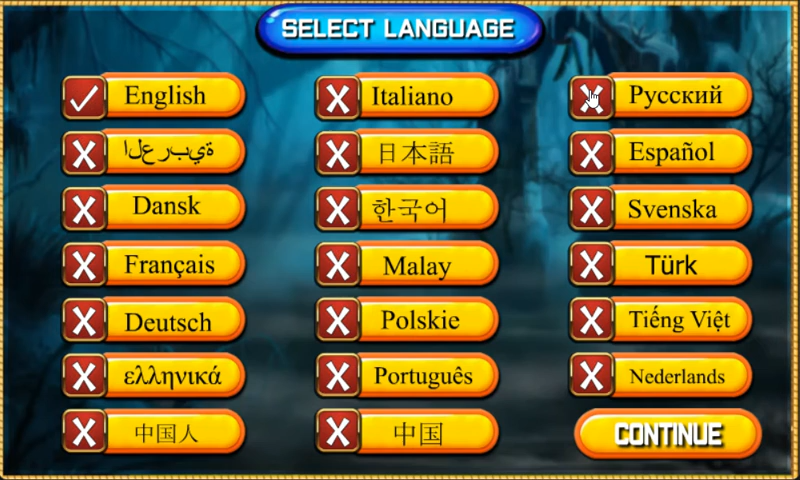 SELECT LANGUAGE
English
Italiano
Русский
العربية
日本語
Español
Dansk
한국어
Svenska
Français
Malay
Türk
Deutsch
Polskie
Tiếng Việt
ελληνικά
Português
Nederlands
中国人
中国
CONTINUE